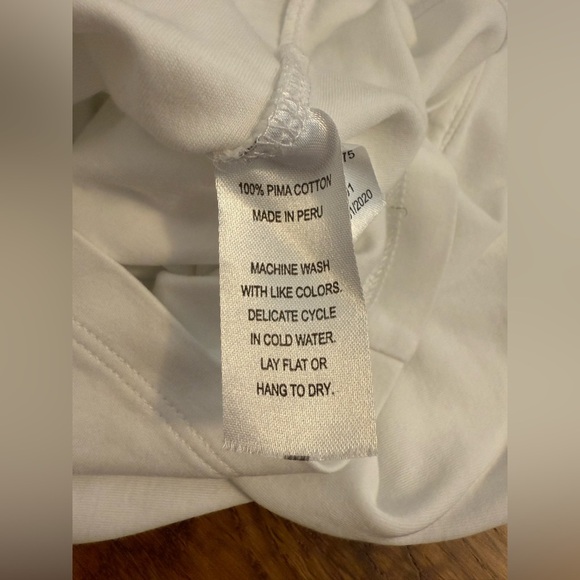 100% PIMA COTTON
MADE IN PERU
MACHINE WASH
WITH LIKE COLORS.
DELICATE CYCLE
IN COLD WATER.
LAY FLAT OR
HANG TO DRY.